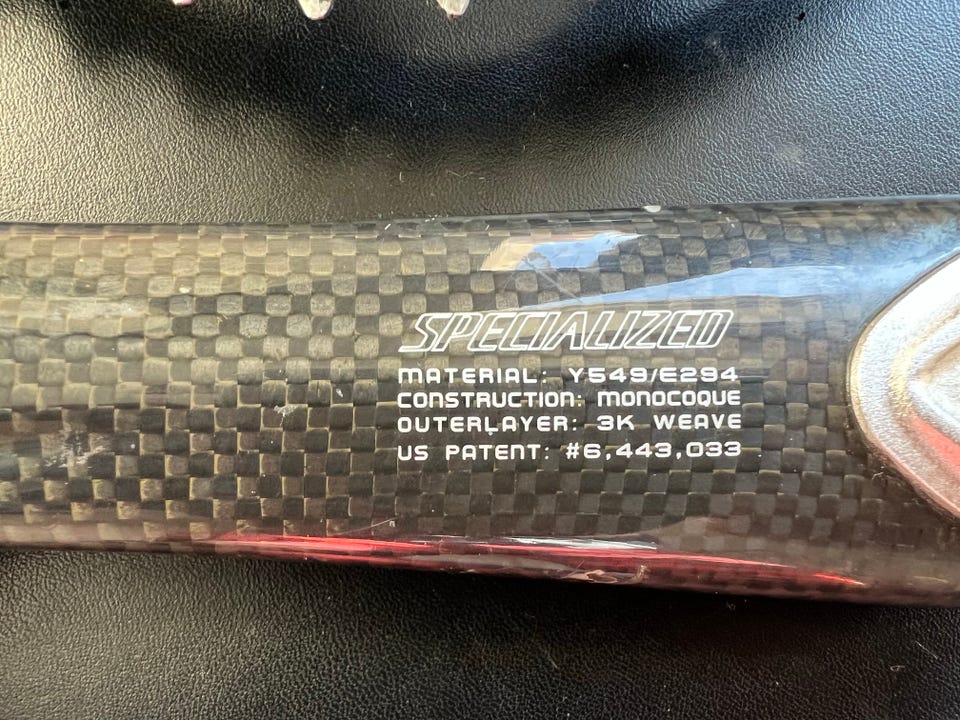 SPECIALIZED
MATERIAL: Y549/E294
CONSTRUCTION: MONOCOQUE
OUTERLAYER: 3K WEAVE
US PATENT: #6,443,033